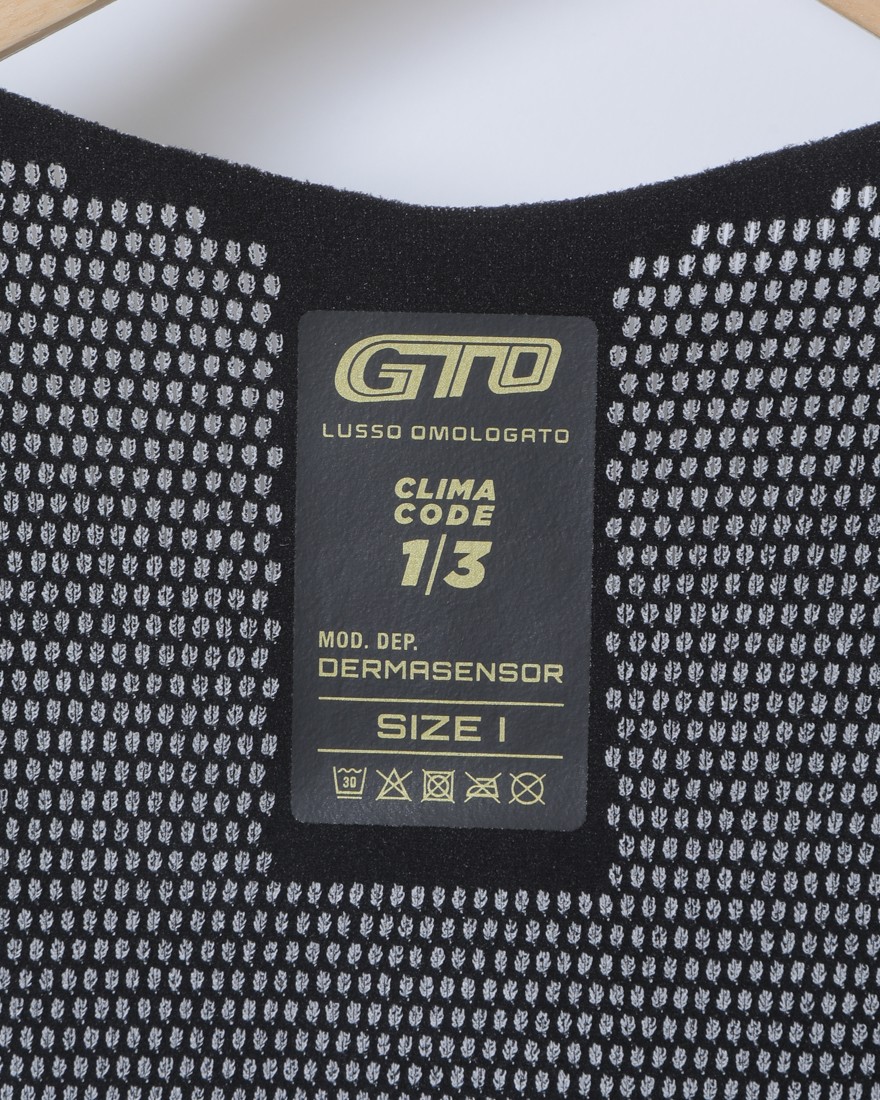 GTO
LUSSO OMOLOGATO
CLIMA
CODE
1/3
MOD. DEP.
DERMASENSOR
SIZE I
30